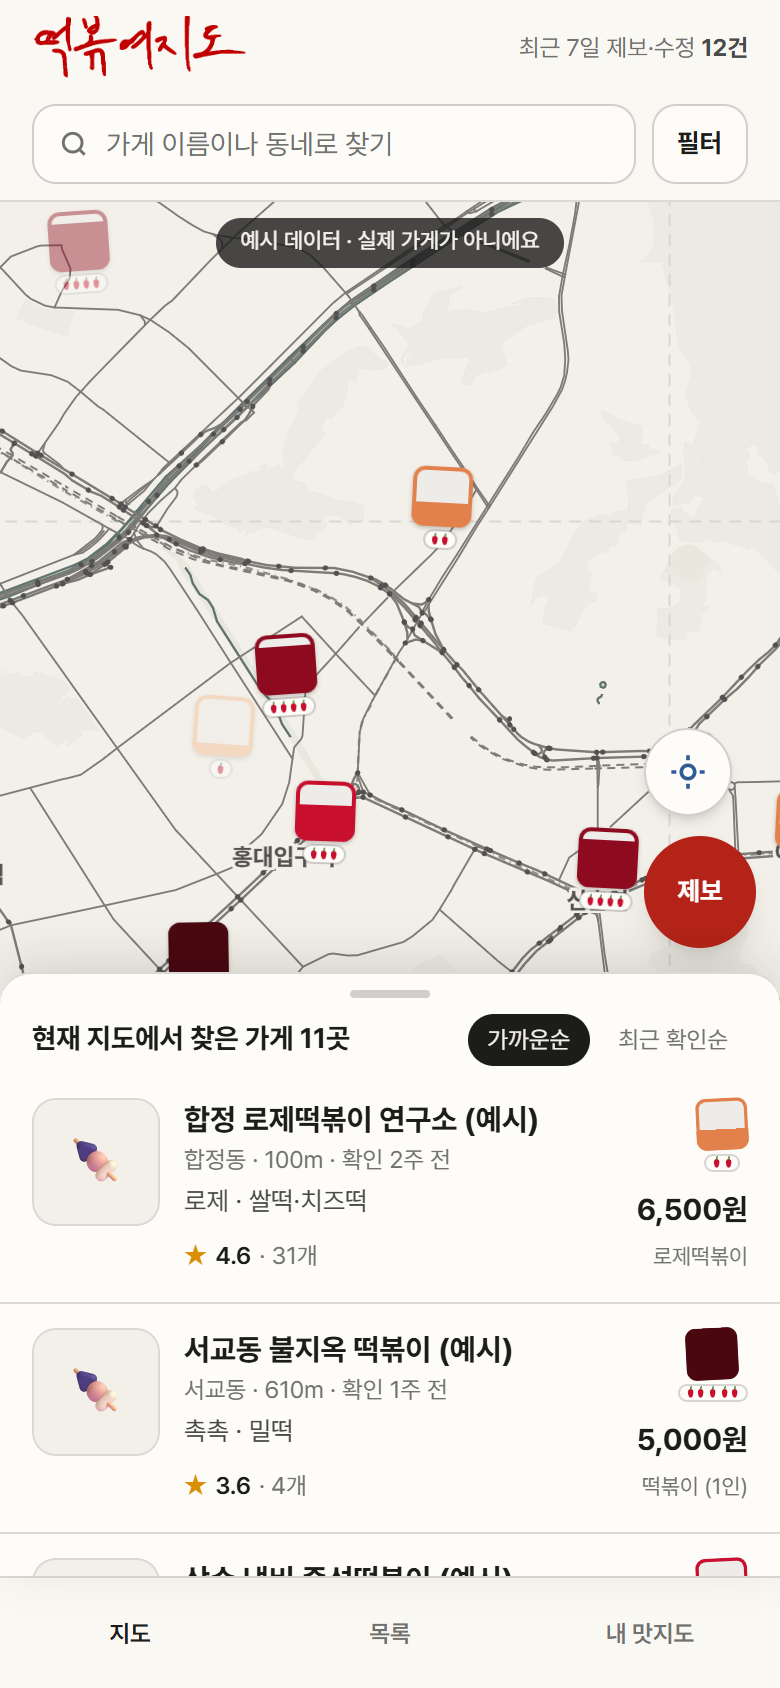 떡볶여지도
최근 7일 제보·수정 12건
가게 이름이나 동네로 찾기
필터
예시 데이터 · 실제 가게가 아니에요
홍대입구
제보
현재 지도에서 찾은 가게 11곳
가까운순
최근 확인순
합정 로제떡볶이 연구소 (예시)
합정동 · 100m · 확인 2주 전
로제 · 쌀떡·치즈떡
★ 4.6 · 31개
6,500원
로제떡볶이
서교동 불지옥 떡볶이 (예시)
서교동 · 610m · 확인 1주 전
촉촉 · 밀떡
★ 3.6 · 4개
5,000원
떡볶이 (1인)
지도
목록
내 맛지도